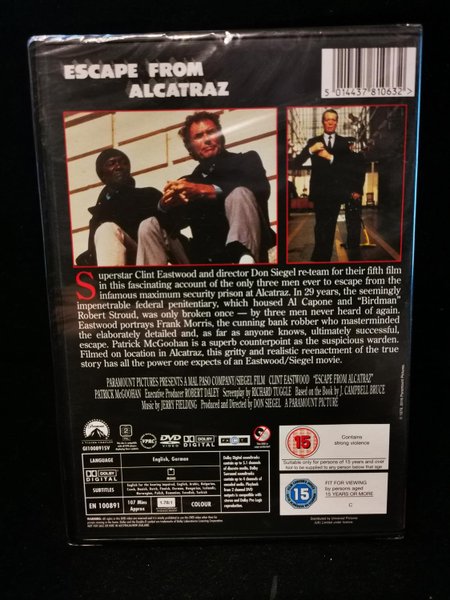 ESCAPE FROM
ALCATRAZ
5 014437 810632 >
Superstar Clint Eastwood and director Don Siegel re-team for their fifth film
in this fascinating account of the only three men ever to escape from the
infamous maximum security prison at Alcatraz. In 29 years, the seemingly
impenetrable federal penitentiary, which housed Al Capone and "Birdman"
Robert Stroud, was only broken once — by three men never heard of again.
Eastwood portrays Frank Morris, the cunning bank robber who masterminded
the elaborately detailed and, as far as anyone knows, ultimately successful,
escape. Patrick McGoohan is a superb counterpoint as the suspicious warden.
Filmed on location in Alcatraz, this gritty and realistic reenactment of the true
story has all the power one expects of an Eastwood/Siegel movie.
PARAMOUNT PICTURES PRESENTS A MALPASO COMPANY/SIEGEL FILM CLINT EASTWOOD "ESCAPE FROM ALCATRAZ"
PATRICK McGOOHAN Executive Producer ROBERT DALEY Screenplay by RICHARD TUGGLE Based on the Book by J. CAMPBELL BRUCE
Music by JERRY FIELDING Produced and Directed by DON SIEGEL A PARAMOUNT PICTURE
2
DVD
VIDEO
LANGUAGE
English, German
DOLBY
DIGITAL
SUBTITLES
EN 100891
107 Mins
Approx
1.78:1
COLOUR
15
Contains
strong violence
Suitable only for persons of 15 years and over
15
FIT FOR VIEWING
by persons aged
15 YEARS OR MORE